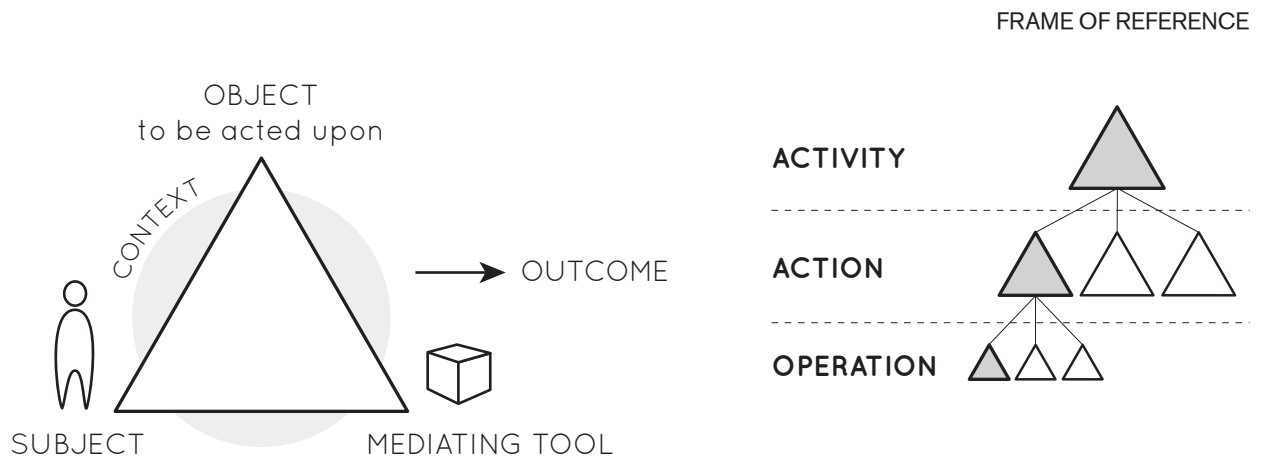 FRAME OF REFERENCE
OBJECT
to be acted upon
CONTEXT
OUTCOME
SUBJECT
MEDIATING TOOL
ACTIVITY
ACTION
OPERATION